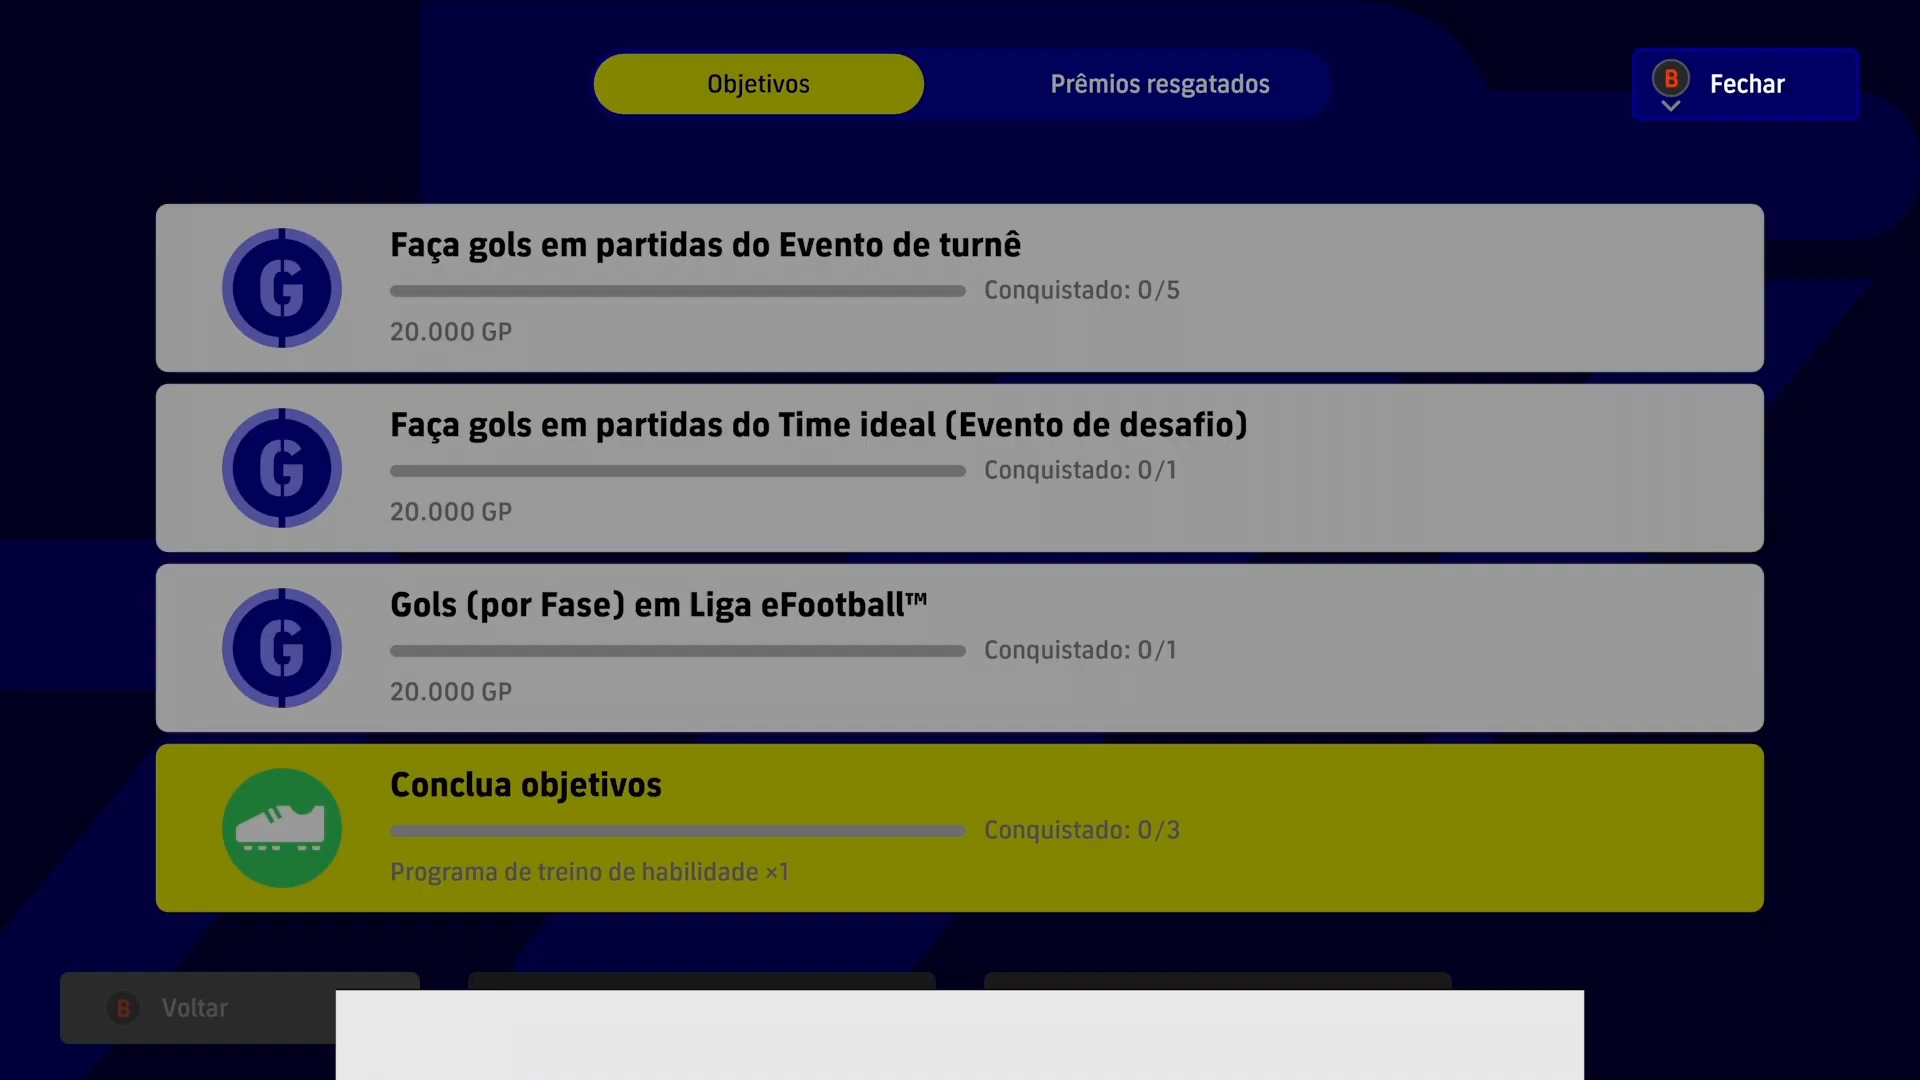 Objetivos
Prêmios resgatados
B Fechar
G
Faça gols em partidas do Evento de turnê
Conquistado: 0/5
20.000 GP
G
Faça gols em partidas do Time ideal (Evento de desafio)
Conquistado: 0/1
20.000 GP
G
Gols (por Fase) em Liga eFootball™
Conquistado: 0/1
20.000 GP
Conclua objetivos
Conquistado: 0/3
Programa de treino de habilidade ×1
B Voltar